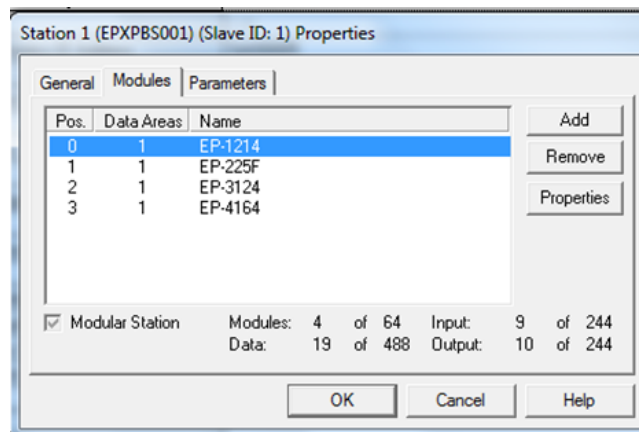 Station 1 (EPXPBS001) (Slave ID: 1) Properties
General Modules Parameters
Pos. Data Areas Name
0 1 EP-1214
1 1 EP-225F
2 1 EP-3124
3 1 EP-4164
Add
Remove
Properties
Modular Station Modules: 4 of 64 Input: 9 of 244
Data: 19 of 488 Output: 10 of 244
OK Cancel Help